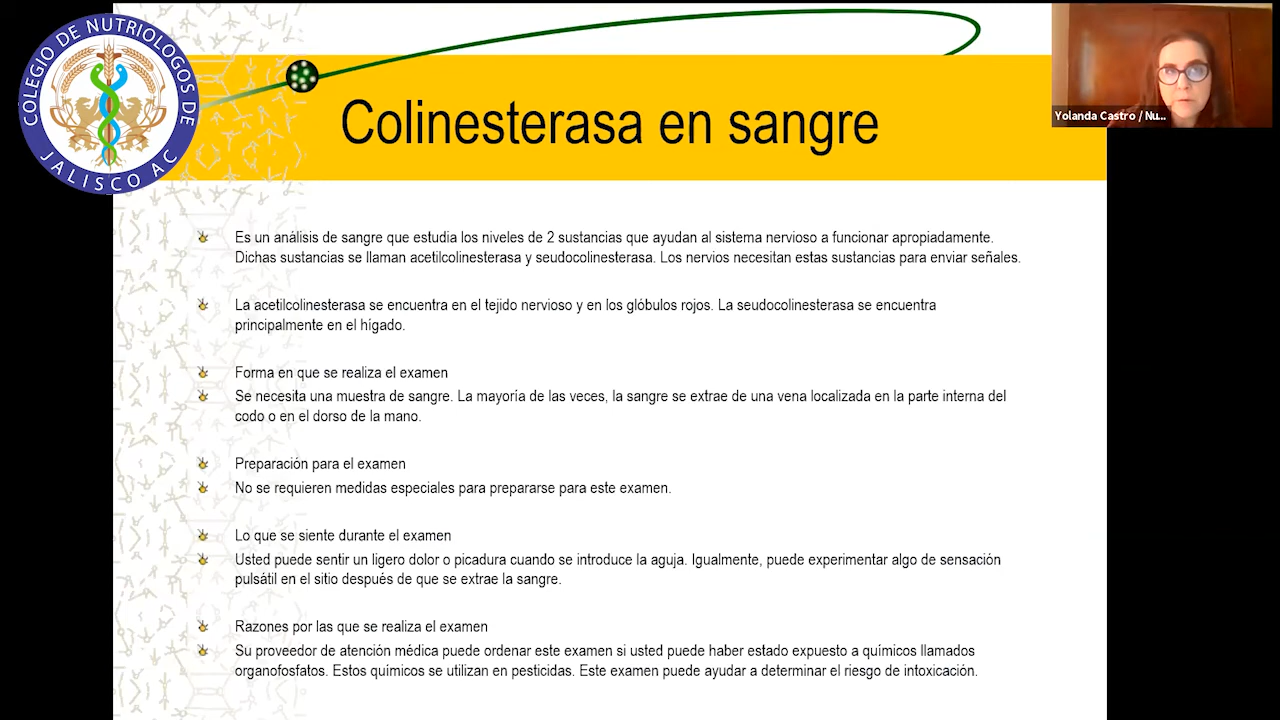 COLEGIO DE NUTRIOLOGOS DE
JALISCO AC
Colinesterasa en sangre
Yolanda Castro / Nu...
Es un análisis de sangre que estudia los niveles de 2 sustancias que ayudan al sistema nervioso a funcionar apropiadamente.
Dichas sustancias se llaman acetilcolinesterasa y seudocolinesterasa. Los nervios necesitan estas sustancias para enviar señales.
La acetilcolinesterasa se encuentra en el tejido nervioso y en los glóbulos rojos. La seudocolinesterasa se encuentra
principalmente en el hígado.
Forma en que se realiza el examen
Se necesita una muestra de sangre. La mayoría de las veces, la sangre se extrae de una vena localizada en la parte interna del
codo o en el dorso de la mano.
Preparación para el examen
No se requieren medidas especiales para prepararse para este examen.
Lo que se siente durante el examen
Usted puede sentir un ligero dolor o picadura cuando se introduce la aguja. Igualmente, puede experimentar algo de sensación
pulsátil en el sitio después de que se extrae la sangre.
Razones por las que se realiza el examen
Su proveedor de atención médica puede ordenar este examen si usted puede haber estado expuesto a químicos llamados
organofosfatos. Estos químicos se utilizan en pesticidas. Este examen puede ayudar a determinar el riesgo de intoxicación.